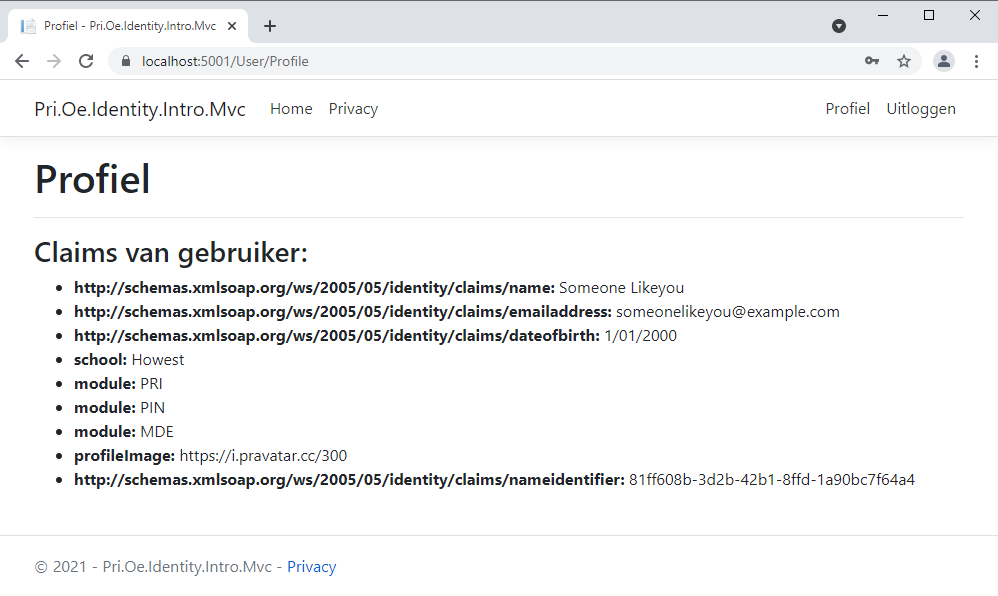 Profiel - Pri.Oe.Identity.Intro.Mvc
localhost:5001/User/Profile
Pri.Oe.Identity.Intro.Mvc Home Privacy Profiel Uitloggen
Profiel
Claims van gebruiker:
http://schemas.xmlsoap.org/ws/2005/05/identity/claims/name: Someone Likeyou
http://schemas.xmlsoap.org/ws/2005/05/identity/claims/emailaddress: someonelikeyou@example.com
http://schemas.xmlsoap.org/ws/2005/05/identity/claims/dateofbirth: 1/01/2000
school: Howest
module: PRI
module: PIN
module: MDE
profileImage: https://i.pravatar.cc/300
http://schemas.xmlsoap.org/ws/2005/05/identity/claims/nameidentifier: 81ff608b-3d2b-42b1-8ffd-1a90bc7f64a4
© 2021 - Pri.Oe.Identity.Intro.Mvc - Privacy